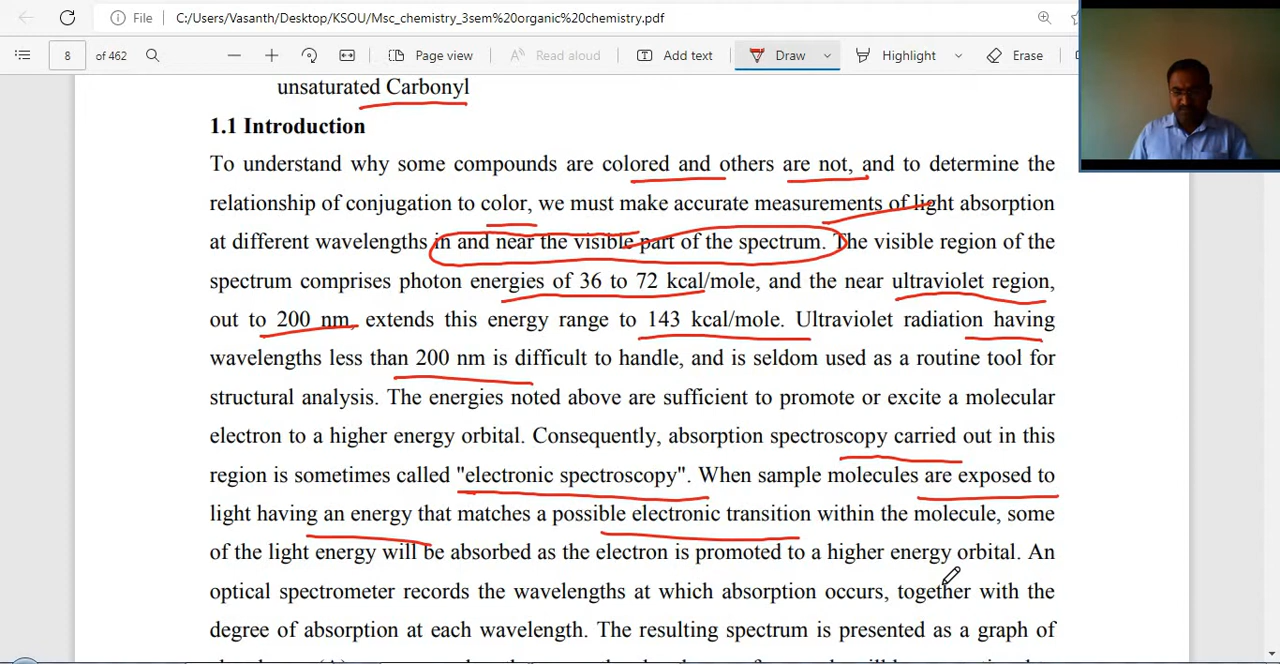 File C:/Users/Vasanth/Desktop/KSOU/Msc_chemistry_3sem%20organic%20chemistry.pdf
8 of 462 Page view Read aloud Add text Draw Highlight Erase
unsaturated Carbonyl
1.1 Introduction
To understand why some compounds are colored and others are not, and to determine the
relationship of conjugation to color, we must make accurate measurements of light absorption
at different wavelengths in and near the visible part of the spectrum. The visible region of the
spectrum comprises photon energies of 36 to 72 kcal/mole, and the near ultraviolet region,
out to 200 nm, extends this energy range to 143 kcal/mole. Ultraviolet radiation having
wavelengths less than 200 nm is difficult to handle, and is seldom used as a routine tool for
structural analysis. The energies noted above are sufficient to promote or excite a molecular
electron to a higher energy orbital. Consequently, absorption spectroscopy carried out in this
region is sometimes called "electronic spectroscopy". When sample molecules are exposed to
light having an energy that matches a possible electronic transition within the molecule, some
of the light energy will be absorbed as the electron is promoted to a higher energy orbital. An
optical spectrometer records the wavelengths at which absorption occurs, together with the
degree of absorption at each wavelength. The resulting spectrum is presented as a graph of